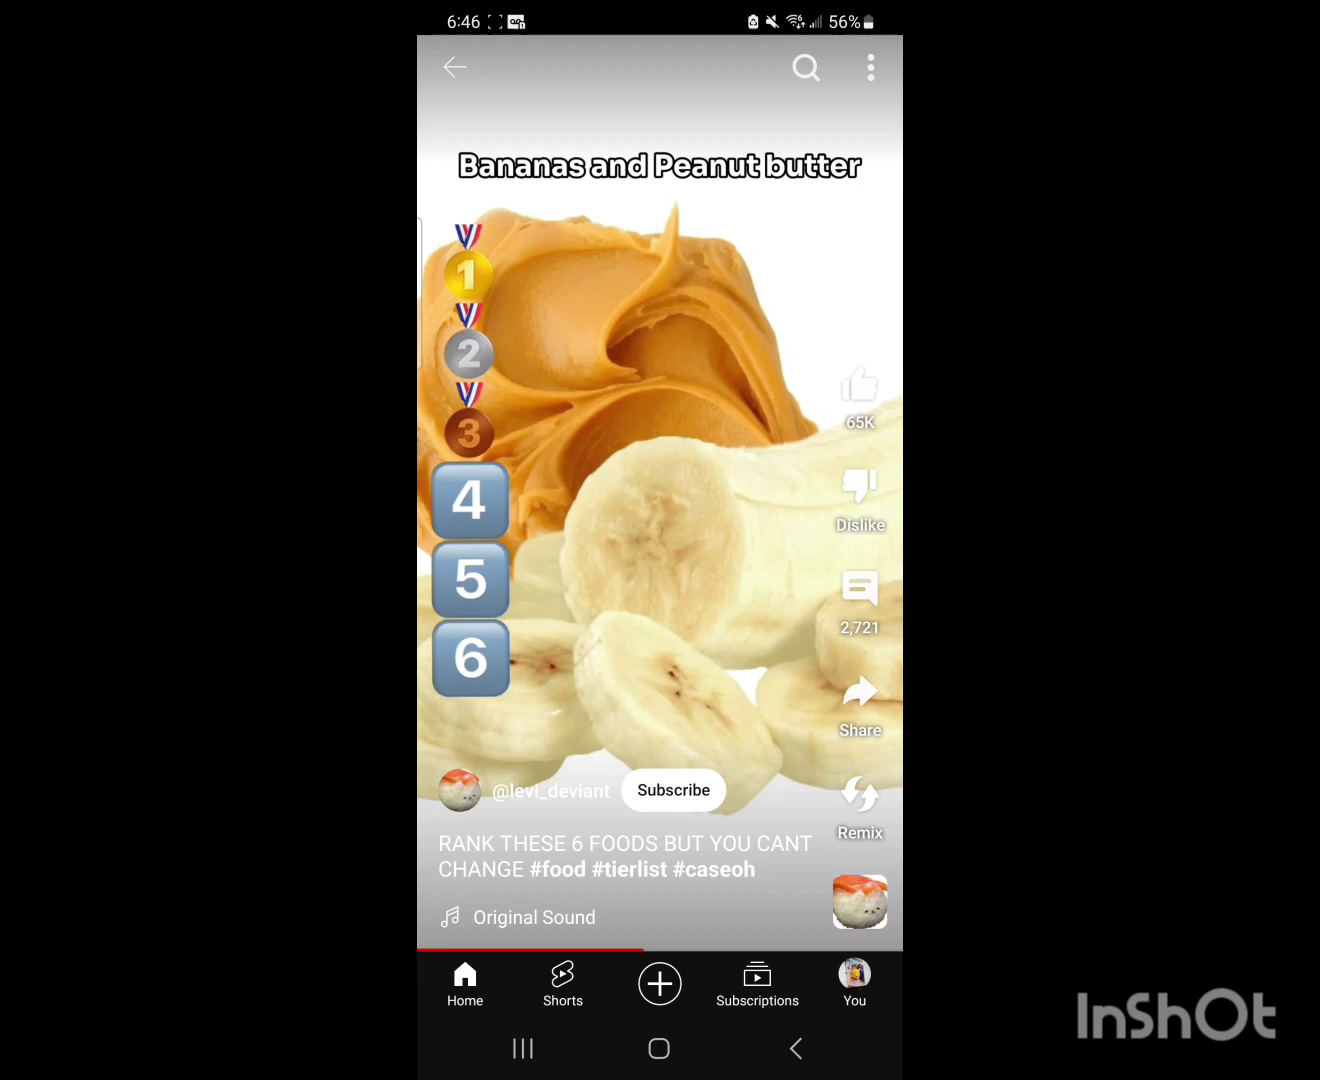 6:46
56%
Bananas and Peanut butter
1
2
3
4
5
6
65K
Dislike
2,721
Share
@levi_deviant
Subscribe
Remix
RANK THESE 6 FOODS BUT YOU CANT
CHANGE #food #tierlist #caseoh
Original Sound
Home
Shorts
Subscriptions
You
InShOt